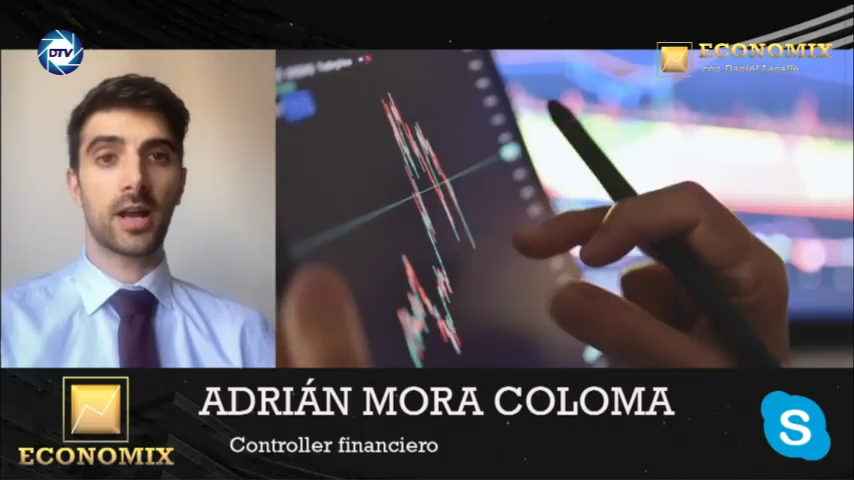 DTV
ECONOMIX
con Daniel Lacalle
ADRIÁN MORA COLOMA
Controller financiero
ECONOMIX
S